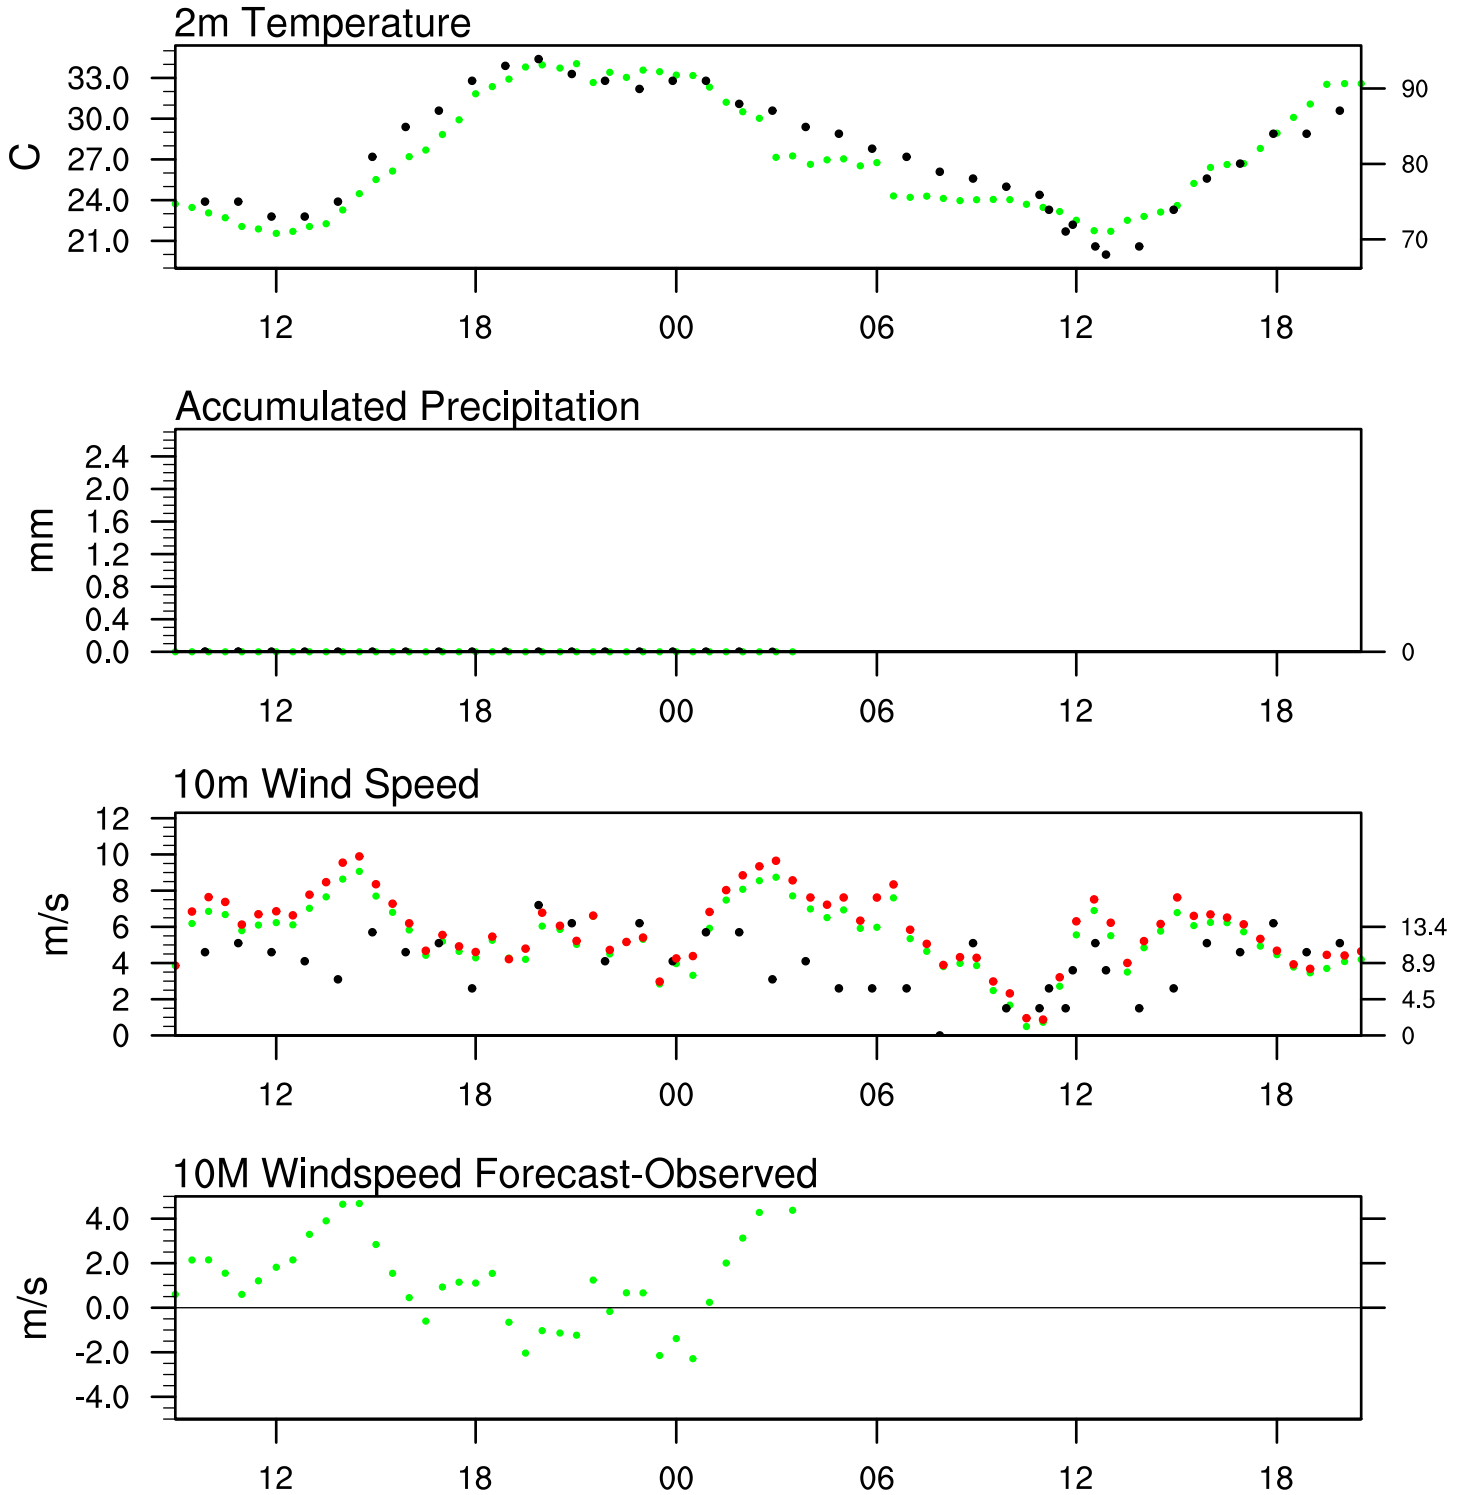 2m Temperature
33.0
30.0
27.0
24.0
21.0
C
90
80
70
12 18 00 06 12 18
Accumulated Precipitation
2.4
2.0
1.6
1.2
0.8
0.4
0.0
mm
0
12 18 00 06 12 18
10m Wind Speed
12
10
8
6
4
2
0
m/s
13.4
8.9
4.5
0
12 18 00 06 12 18
10M Windspeed Forecast-Observed
4.0
2.0
0.0
-2.0
-4.0
m/s
12 18 00 06 12 18